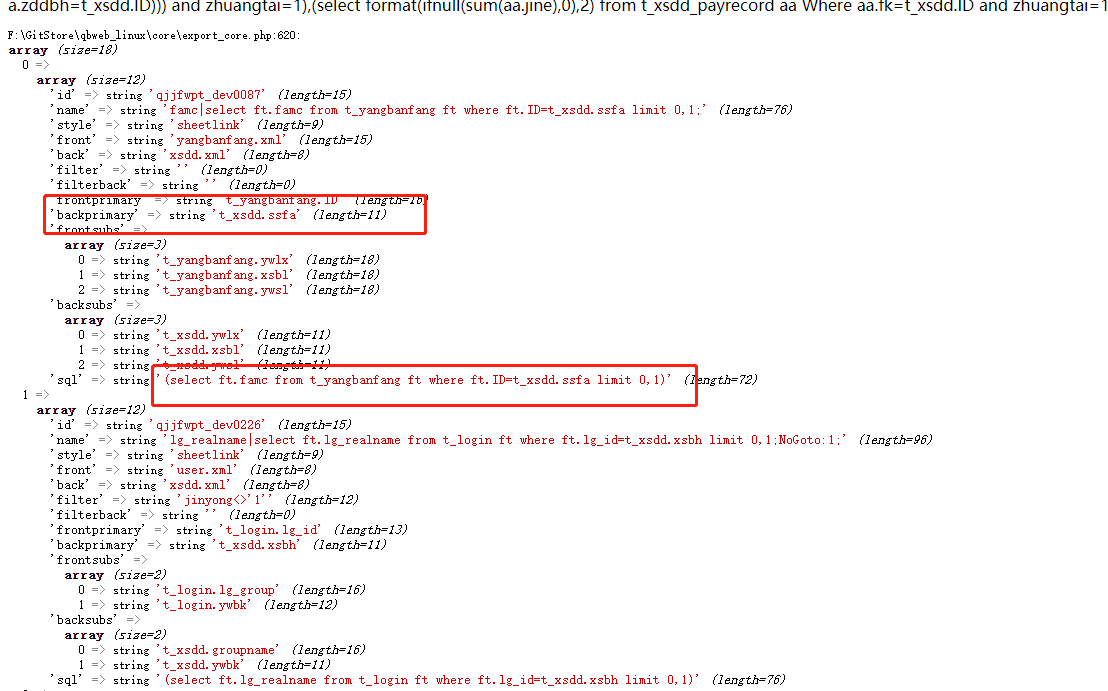 a.zddbh=t_xsdd.ID))) and zhuangtai=1),(select format(ifnull(sum(aa.jine),0),2) from t_xsdd_payrecord aa Where aa.fk=t_xsdd.ID and zhuangtai=1
F:\GitStore\qbweb_linux\core\export_core.php:620:
array (size=18)
0 =>
array (size=12)
'id' => string 'qjjfwpt_dev0087' (length=15)
'name' => string 'famc|select ft.famc from t_yangbanfang ft where ft.ID=t_xsdd.ssfa limit 0,1;' (length=76)
'style' => string 'sheetlink' (length=9)
'front' => string 'yangbanfang.xml' (length=15)
'back' => string 'xsdd.xml' (length=8)
'filter' => string '' (length=0)
'filterback' => string '' (length=0)
'frontprimary' => string 't_yangbanfang.ID' (length=16)
'backprimary' => string 't_xsdd.ssfa' (length=11)
'frontsubs' =>
array (size=3)
0 => string 't_yangbanfang.ywlx' (length=18)
1 => string 't_yangbanfang.xsbl' (length=18)
2 => string 't_yangbanfang.ywsl' (length=18)
'backsubs' =>
array (size=3)
0 => string 't_xsdd.ywlx' (length=11)
1 => string 't_xsdd.xsbl' (length=11)
2 => string 't_xsdd.ywsl' (length=11)
'sql' => string '(select ft.famc from t_yangbanfang ft where ft.ID=t_xsdd.ssfa limit 0,1)' (length=72)
1 =>
array (size=12)
'id' => string 'qjjfwpt_dev0226' (length=15)
'name' => string 'lg_realname|select ft.lg_realname from t_login ft where ft.lg_id=t_xsdd.xsbh limit 0,1;NoGoto:1;' (length=96)
'style' => string 'sheetlink' (length=9)
'front' => string 'user.xml' (length=8)
'back' => string 'xsdd.xml' (length=8)
'filter' => string 'jinyong<>'1'' (length=12)
'filterback' => string '' (length=0)
'frontprimary' => string 't_login.lg_id' (length=13)
'backprimary' => string 't_xsdd.xsbh' (length=11)
'frontsubs' =>
array (size=2)
0 => string 't_login.lg_group' (length=16)
1 => string 't_login.ywbk' (length=12)
'backsubs' =>
array (size=2)
0 => string 't_xsdd.groupname' (length=16)
1 => string 't_xsdd.ywbk' (length=11)
'sql' => string '(select ft.lg_realname from t_login ft where ft.lg_id=t_xsdd.xsbh limit 0,1)' (length=76)